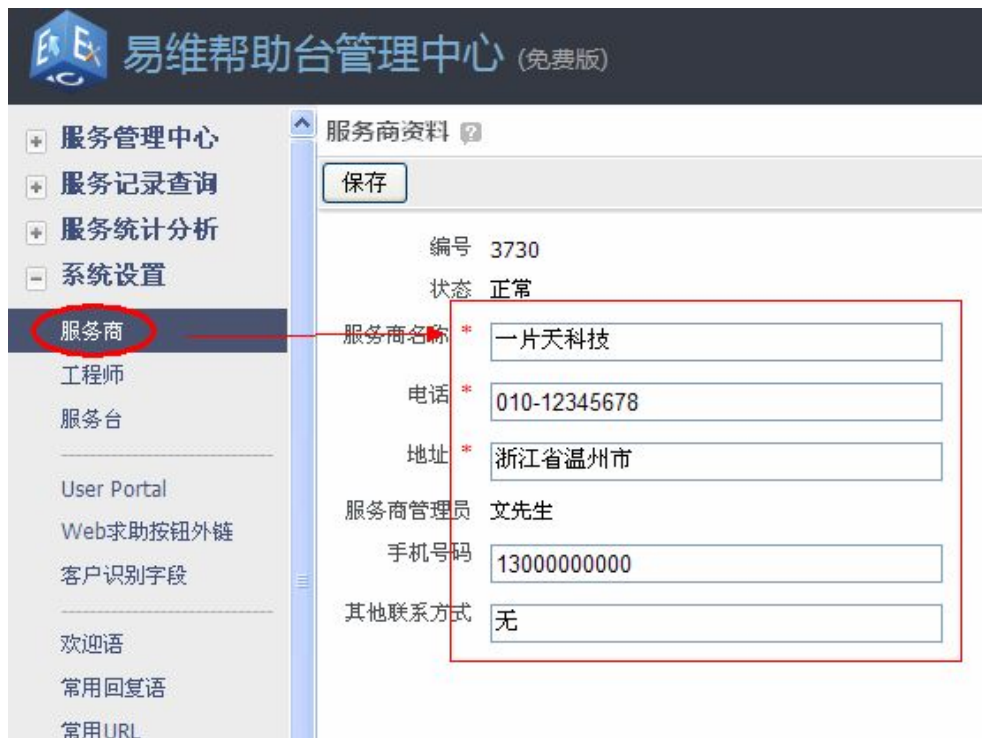 易维帮助台管理中心 (免费版)
服务管理中心
服务记录查询
服务统计分析
系统设置
服务商
工程师
服务台
User Portal
Web求助按钮外链
客户识别字段
欢迎语
常用回复语
常用URL
服务商资料
保存
编号 3730
状态 正常
服务商名称 * 一片天科技
电话 * 010-12345678
地址 * 浙江省温州市
服务商管理员 文先生
手机号码 13000000000
其他联系方式 无